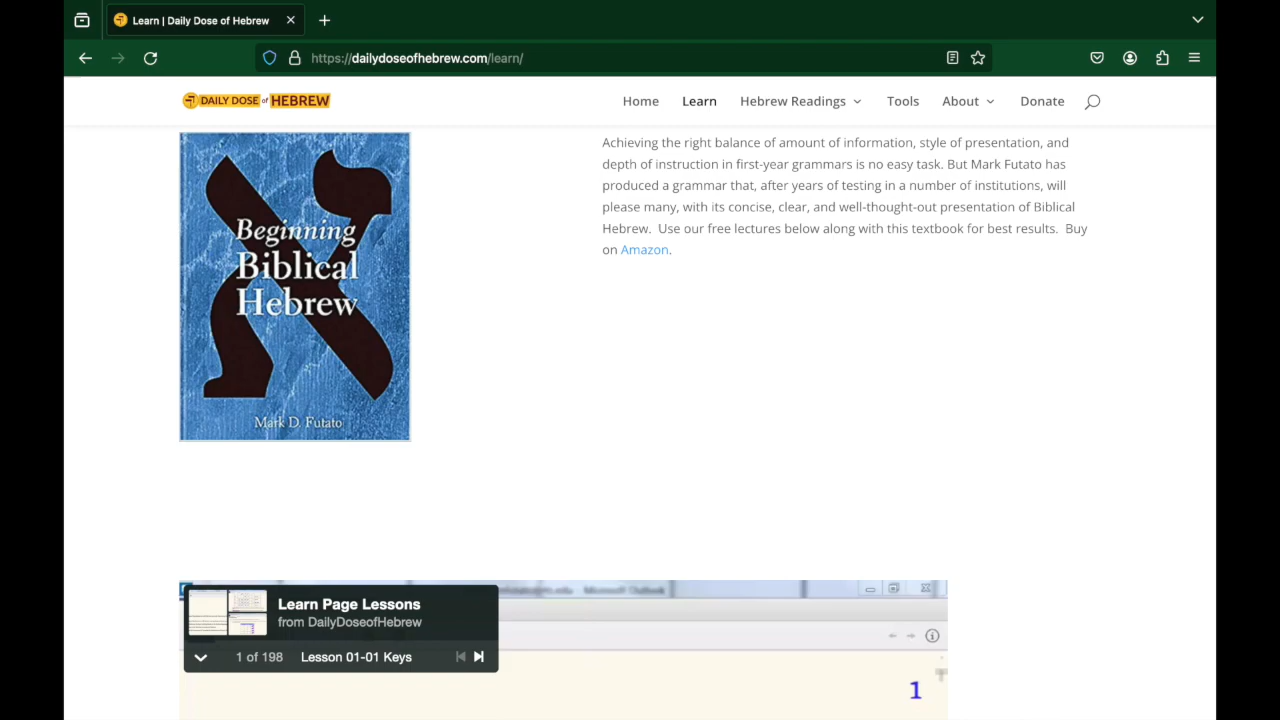 Learn | Daily Dose of Hebrew
https://dailydoseofhebrew.com/learn/
DAILY DOSE of HEBREW
Home Learn Hebrew Readings Tools About Donate
Beginning
Biblical
Hebrew
א
Mark D. Futato
Achieving the right balance of amount of information, style of presentation, and
depth of instruction in first-year grammars is no easy task. But Mark Futato has
produced a grammar that, after years of testing in a number of institutions, will
please many, with its concise, clear, and well-thought-out presentation of Biblical
Hebrew. Use our free lectures below along with this textbook for best results. Buy
on Amazon.
Microsoft Outlook
Learn Page Lessons
from DailyDoseofHebrew
1 of 198 Lesson 01-01 Keys
1